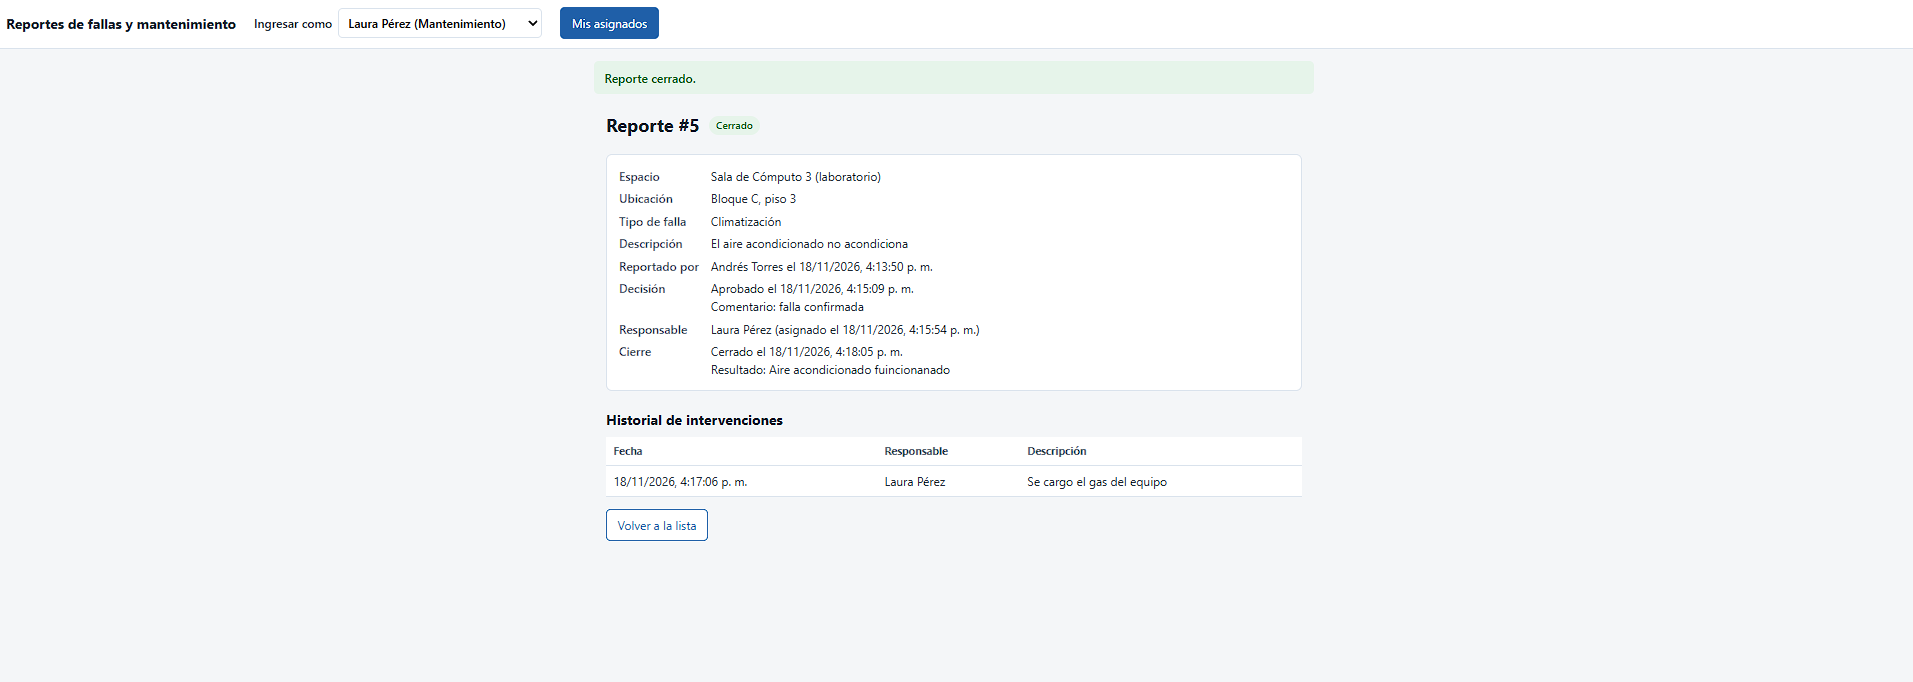 Reportes de fallas y mantenimiento Ingresar como Laura Pérez (Mantenimiento) Mis asignados
Reporte cerrado.
Reporte #5 Cerrado
Espacio Sala de Cómputo 3 (laboratorio)
Ubicación Bloque C, piso 3
Tipo de falla Climatización
Descripción El aire acondicionado no acondiciona
Reportado por Andrés Torres el 18/11/2026, 4:13:50 p. m.
Decisión Aprobado el 18/11/2026, 4:15:09 p. m.
Comentario: falla confirmada
Responsable Laura Pérez (asignado el 18/11/2026, 4:15:54 p. m.)
Cierre Cerrado el 18/11/2026, 4:18:05 p. m.
Resultado: Aire acondicionado fuincionanado
Historial de intervenciones
Fecha Responsable Descripción
18/11/2026, 4:17:06 p. m. Laura Pérez Se cargo el gas del equipo
Volver a la lista